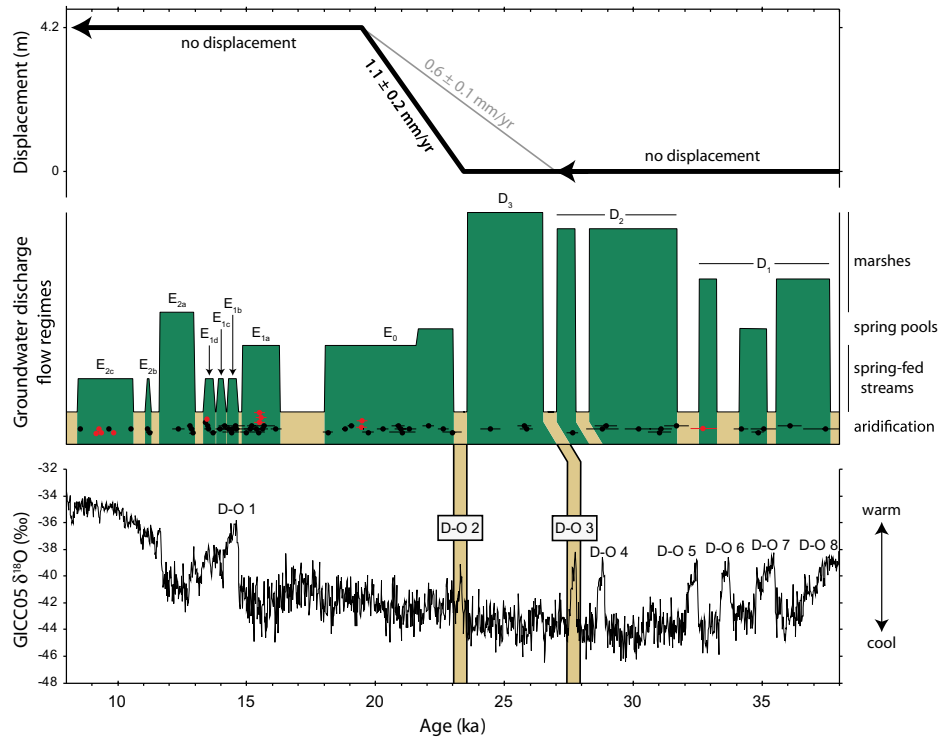 4.2
0
Displacement (m)
no displacement
1.1 ± 0.2 mm/yr
0.6 ± 0.1 mm/yr
no displacement
Groundwater discharge
flow regimes
D3
D2
D1
E2a
E1b
E1c
E1d
E1a
E0
E2c
E2b
marshes
spring pools
spring-fed
streams
aridification
-32
-34
-36
-38
-40
-42
-44
-46
-48
GICC05 δ¹⁸O (‰)
D-O 1
D-O 2
D-O 3
D-O 4
D-O 5
D-O 6
D-O 7
D-O 8
warm
cool
10
15
20
25
30
35
Age (ka)